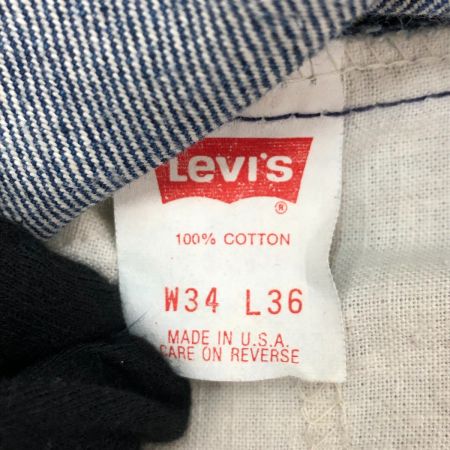 Levi's
®
100% COTTON
W34 L36
MADE IN U.S.A.
CARE ON REVERSE